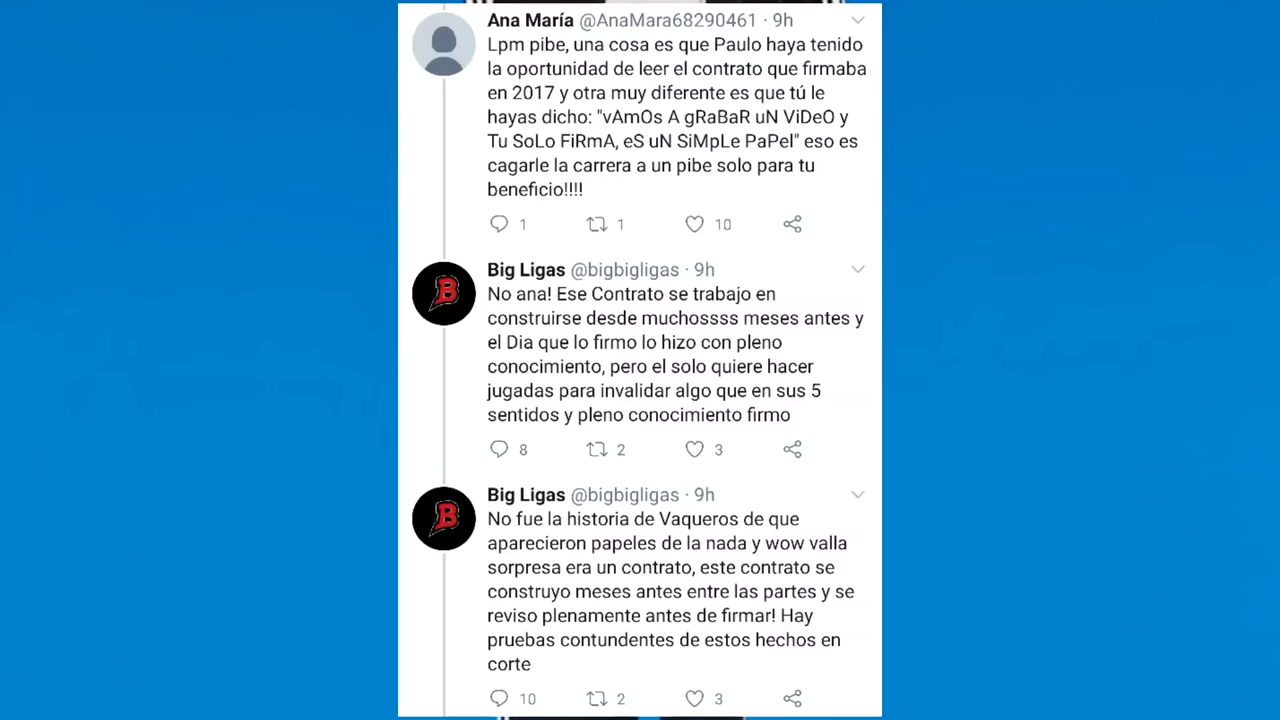 Ana María @AnaMara68290461 · 9h
Lpm pibe, una cosa es que Paulo haya tenido
la oportunidad de leer el contrato que firmaba
en 2017 y otra muy diferente es que tú le
hayas dicho: "vAmOs A gRaBaR uN ViDeO y
Tu SoLo FiRmA, eS uN SiMpLe PaPel" eso es
cagarle la carrera a un pibe solo para tu
beneficio!!!!
1 1 10
Big Ligas @bigbigligas · 9h
No ana! Ese Contrato se trabajo en
construirse desde muchossss meses antes y
el Dia que lo firmo lo hizo con pleno
conocimiento, pero el solo quiere hacer
jugadas para invalidar algo que en sus 5
sentidos y pleno conocimiento firmo
8 2 3
Big Ligas @bigbigligas · 9h
No fue la historia de Vaqueros de que
aparecieron papeles de la nada y wow valla
sorpresa era un contrato, este contrato se
construyo meses antes entre las partes y se
reviso plenamente antes de firmar! Hay
pruebas contundentes de estos hechos en
corte
10 2 3